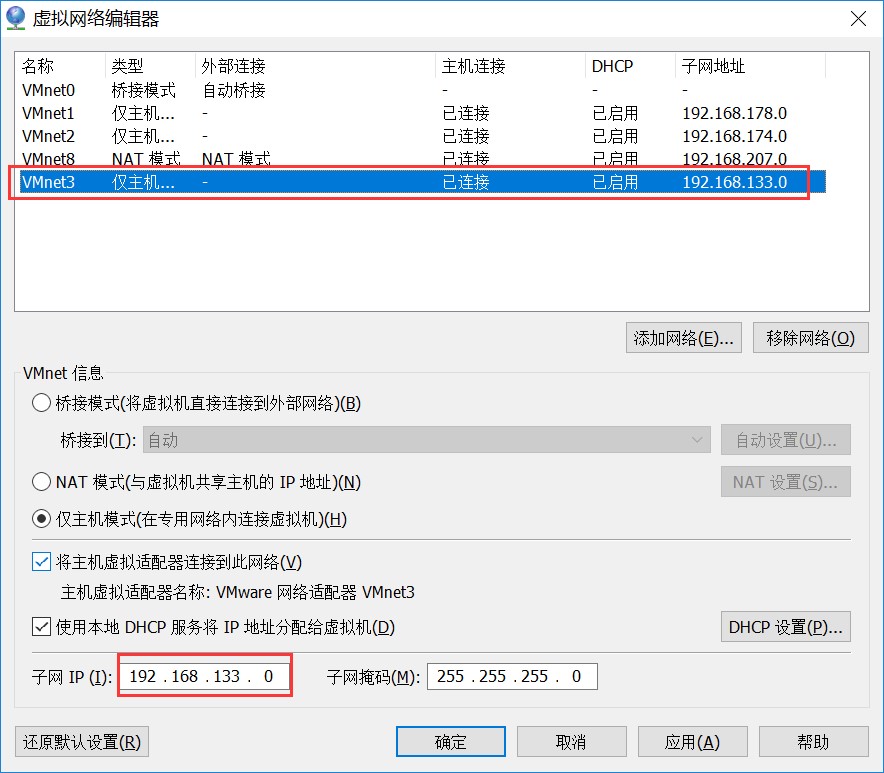 虚拟网络编辑器
名称 类型 外部连接 主机连接 DHCP 子网地址
VMnet0 桥接模式 自动桥接 - - -
VMnet1 仅主机... - 已连接 已启用 192.168.178.0
VMnet2 仅主机... - 已连接 已启用 192.168.174.0
VMnet8 NAT 模式 NAT 模式 已连接 已启用 192.168.207.0
VMnet3 仅主机... - 已连接 已启用 192.168.133.0
添加网络(E)... 移除网络(O)
VMnet 信息
桥接模式(将虚拟机直接连接到外部网络)(B)
桥接到(T): 自动 自动设置(U)...
NAT 模式(与虚拟机共享主机的 IP 地址)(N) NAT 设置(S)...
仅主机模式(在专用网络内连接虚拟机)(H)
将主机虚拟适配器连接到此网络(V)
主机虚拟适配器名称: VMware 网络适配器 VMnet3
使用本地 DHCP 服务将 IP 地址分配给虚拟机(D) DHCP 设置(P)...
子网 IP (I): 192 . 168 . 133 . 0 子网掩码(M): 255 . 255 . 255 . 0
还原默认设置(R) 确定 取消 应用(A) 帮助